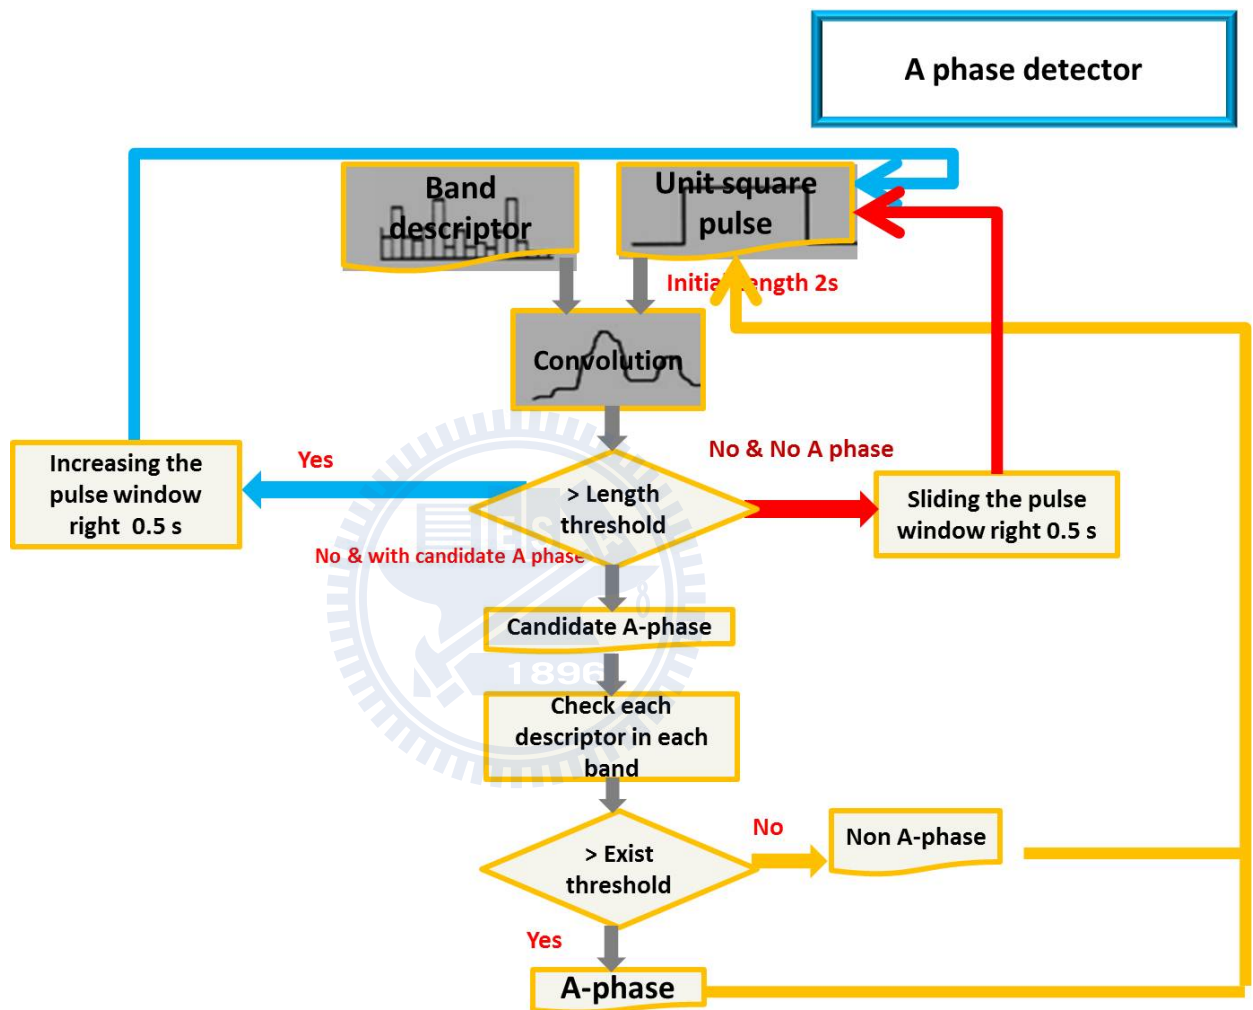 A phase detector
Band
descriptor
Unit square
pulse
Initial length 2s
Convolution
No & No A phase
Yes
Increasing the
pulse window
right 0.5 s
> Length
threshold
Sliding the pulse
window right 0.5 s
No & with candidate A phase
Candidate A-phase
1896
Check each
descriptor in each
band
> Exist
threshold
No
Non A-phase
Yes
A-phase